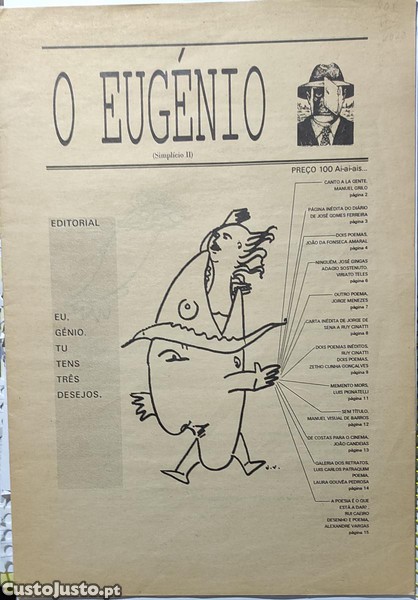 O EUGÉNIO
(Simplício II)
PREÇO 100 Ai-ai-ais...
EDITORIAL
EU,
GÉNIO,
TU
TENS
TRÊS
DESEJOS.
CANTO A LA GENTE,
MANUEL GRILO
página 2
PÁGINA INÉDITA DO DIÁRIO
DE JOSÉ GOMES FERREIRA
página 3
DOIS POEMAS,
JOÃO DA FONSECA AMARAL
página 4
NINGUÉM, JOSÉ GINGAS
ADAGIO SOSTENUTO,
VIRIATO TELES
página 6
OUTRO POEMA,
JORGE MENEZES
página 7
CARTA INÉDITA DE JORGE DE
SENA A RUY CINATTI
página 8
DOIS POEMAS INÉDITOS,
RUY CINATTI
DOIS POEMAS,
ZETHO CUNHA GONÇALVES
página 9
MEMENTO MORS,
LUIS PIGNATELLI
página 11
SEM TÍTULO,
MANUEL VISUAL DE BARROS
página 12
DE COSTAS PARA O CINEMA,
JOÃO CANDEIAS
página 13
GALERIA DOS RETRATOS,
LUIS CARLOS PATRAQUIM
POEMA,
LAURA GOUVÊA PEDROSA
página 14
A POESIA É O QUE
ESTÁ A DAR!,
RUI CAEIRO
DESENHO E POEMA,
ALEXANDRE VARGAS
página 15
CustoJusto.pt